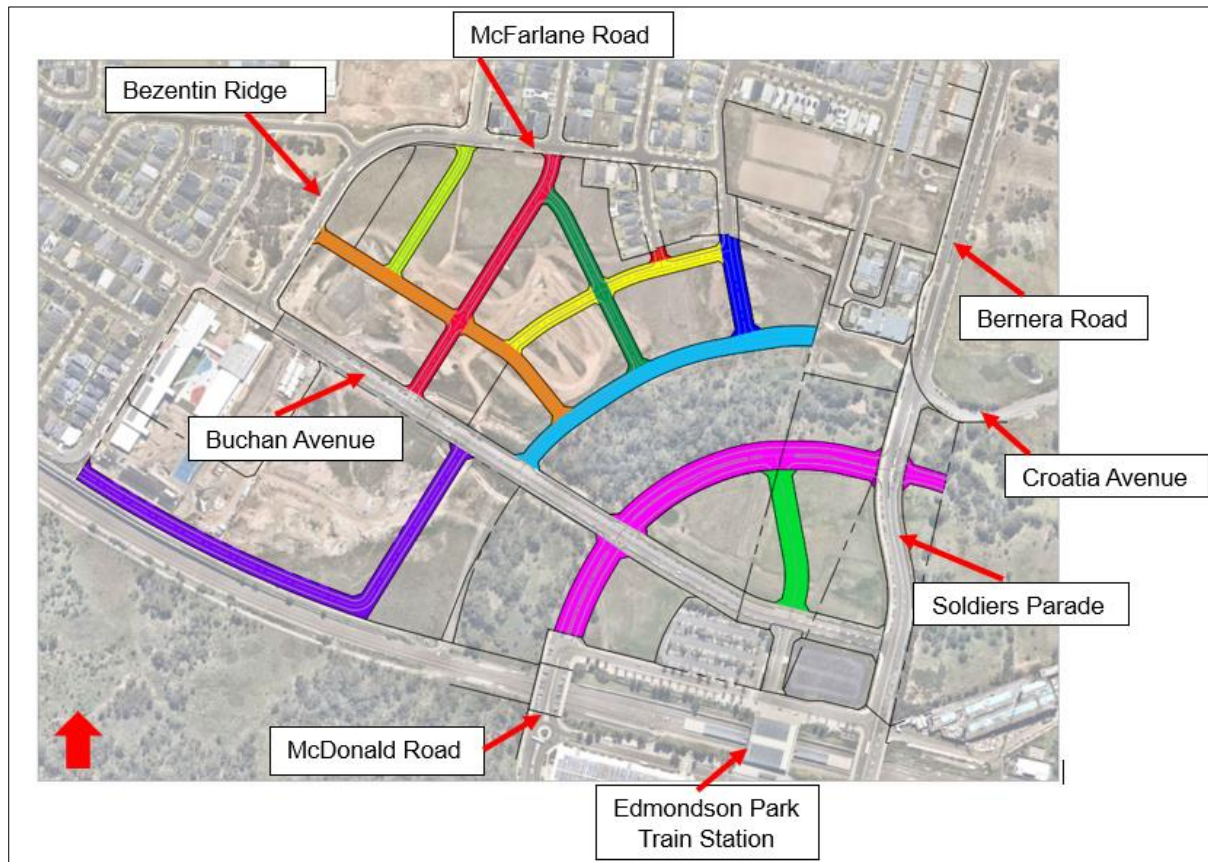 McFarlane Road
Bezentin Ridge
Bernera Road
Buchan Avenue
Croatia Avenue
Soldiers Parade
McDonald Road
Edmondson Park
Train Station